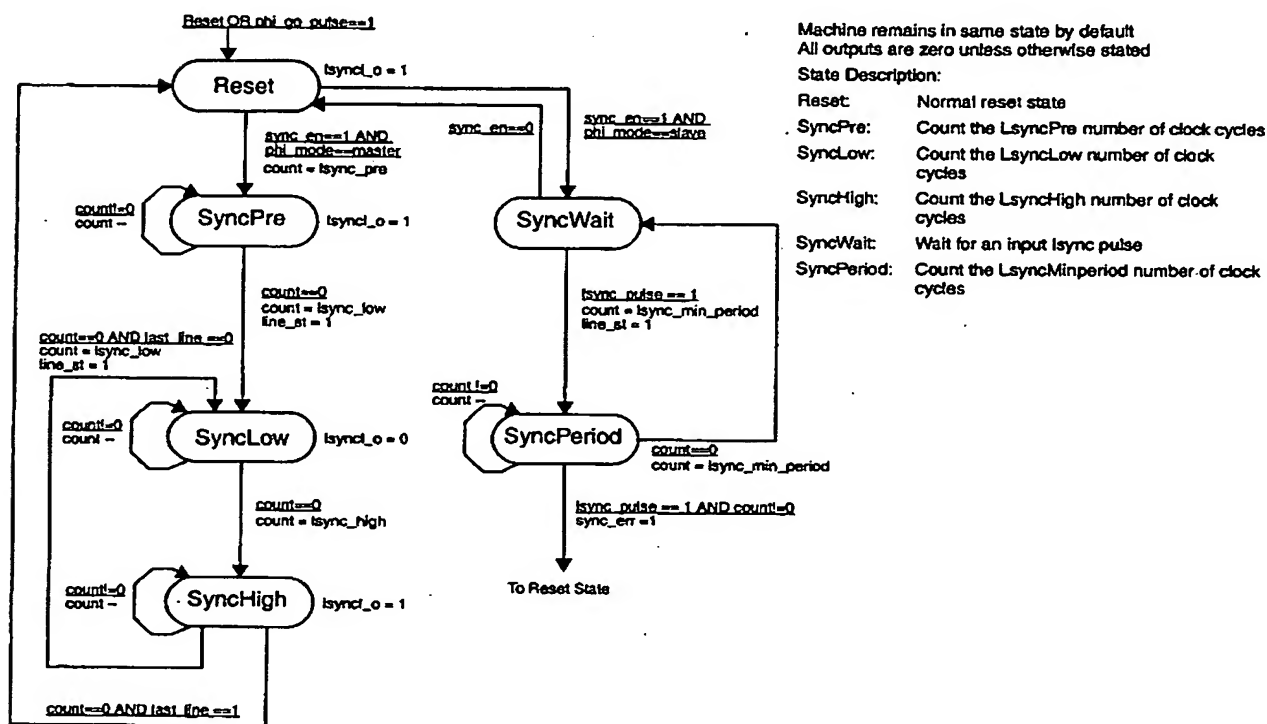 Reset OR phi_go_pulse==1
Reset
lsyncl_o = 1
sync_en==1 AND
phi_mode==master
count = lsync_pre
sync_en==0
sync_en==1 AND
phi_mode==slave
count!=0
count --
SyncPre
lsyncl_o = 1
SyncWait
count==0
count = lsync_low
line_st = 1
lsync_pulse == 1
count = lsync_min_period
line_st = 1
count==0 AND last_line ==0
count = lsync_low
line_st = 1
count!=0
count --
SyncLow
lsyncl_o = 0
count !=0
count --
SyncPeriod
count==0
count = lsync_min_period
count==0
count = lsync_high
lsync_pulse == 1 AND count!=0
sync_err =1
To Reset State
count!=0
count --
SyncHigh
lsyncl_o = 1
count==0 AND last_line ==1
Machine remains in same state by default
All outputs are zero unless otherwise stated
State Description:
Reset: Normal reset state
SyncPre: Count the LsyncPre number of clock cycles
SyncLow: Count the LsyncLow number of clock
cycles
SyncHigh: Count the LsyncHigh number of clock
cycles
SyncWait: Wait for an input lsync pulse
SyncPeriod: Count the LsyncMinperiod number of clock
cycles